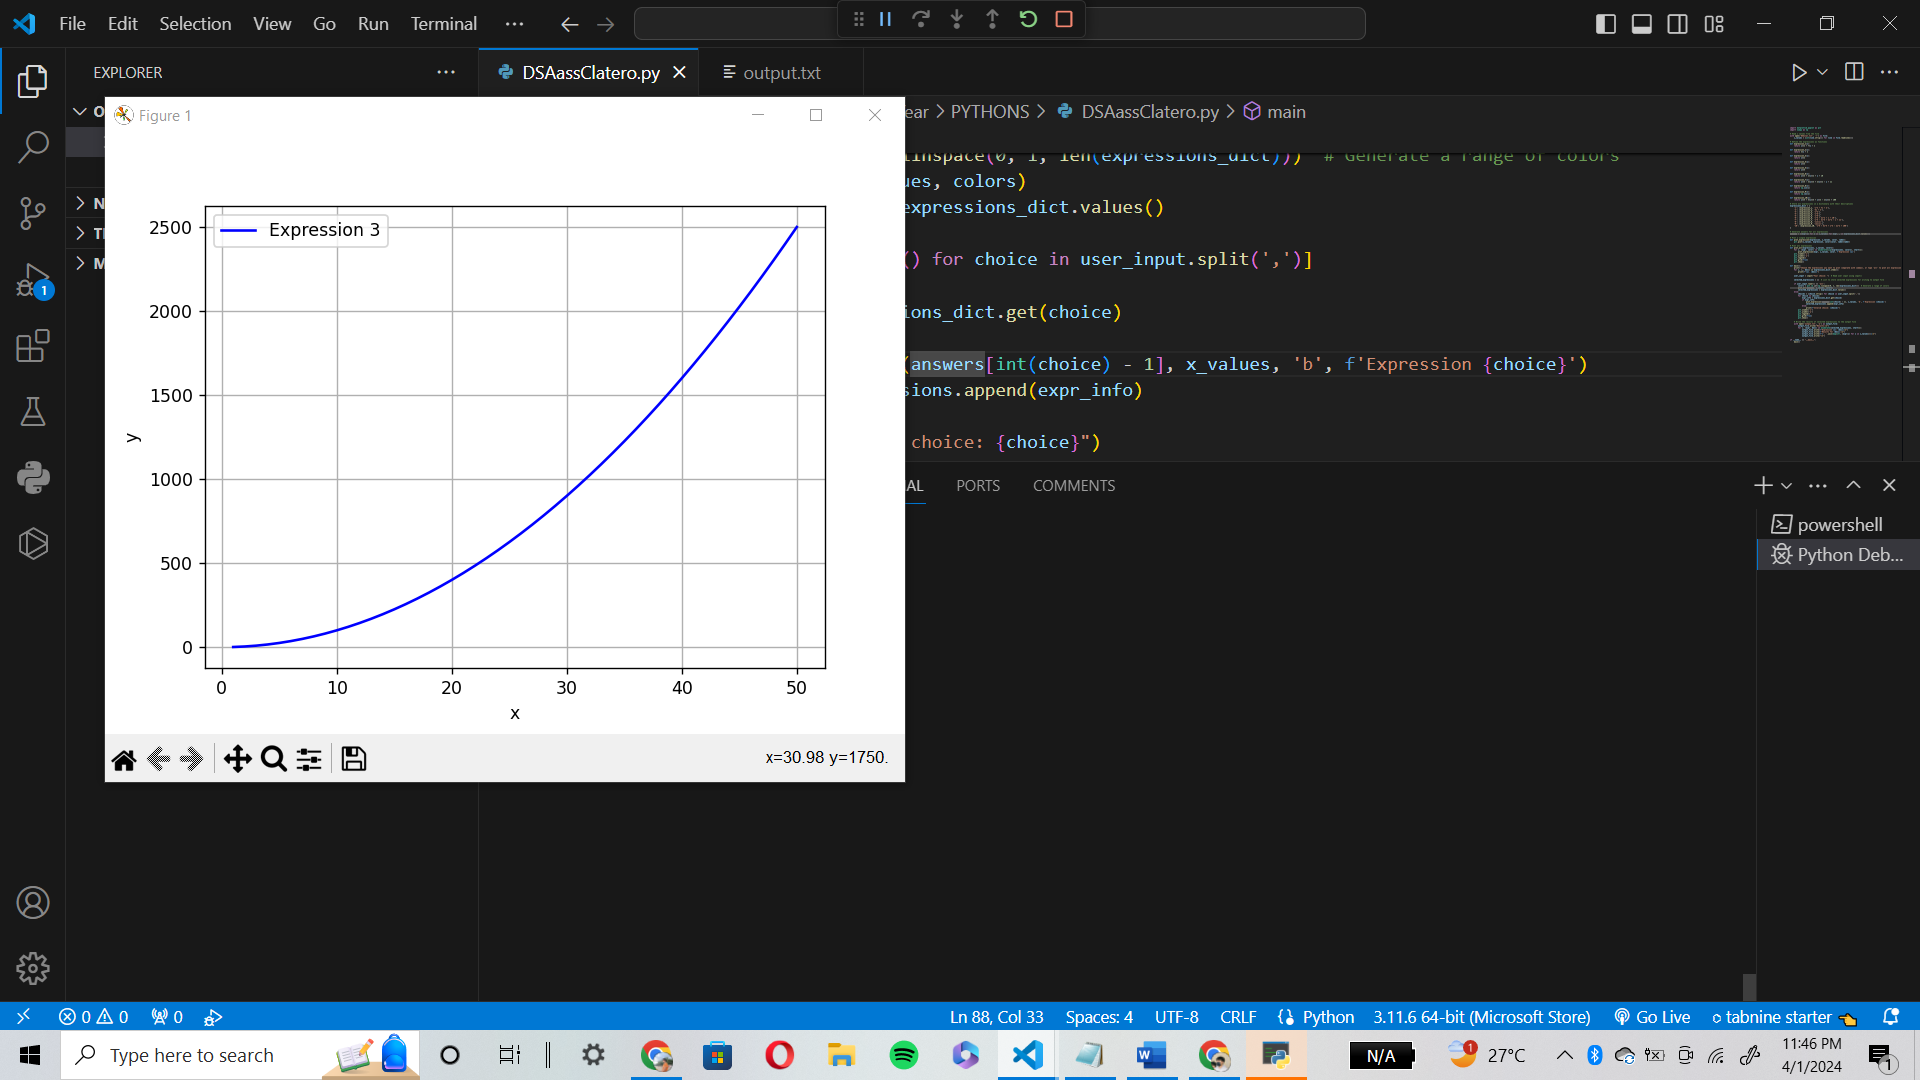 File Edit Selection View Go Run Terminal ···
EXPLORER
DSAassClatero.py
output.txt
ear > PYTHONS > DSAassClatero.py > main
Figure 1
linspace(0, 1, len(expressions_dict))) # Generate a range of colors
ues, colors)
expressions_dict.values()
() for choice in user_input.split(',')]
ions_dict.get(choice)
(answers[int(choice) - 1], x_values, 'b', f'Expression {choice}')
sions.append(expr_info)
choice: {choice}")
O
N
TI
M
1
Expression 3
2500
2000
1500
1000
500
0
y
0 10 20 30 40 50
x
x=30.98 y=1750.
AL PORTS COMMENTS
powershell
Python Deb...
0 0 0
Ln 88, Col 33 Spaces: 4 UTF-8 CRLF Python 3.11.6 64-bit (Microsoft Store) Go Live tabnine starter
Type here to search
N/A
1
27°C
11:46 PM
4/1/2024
1